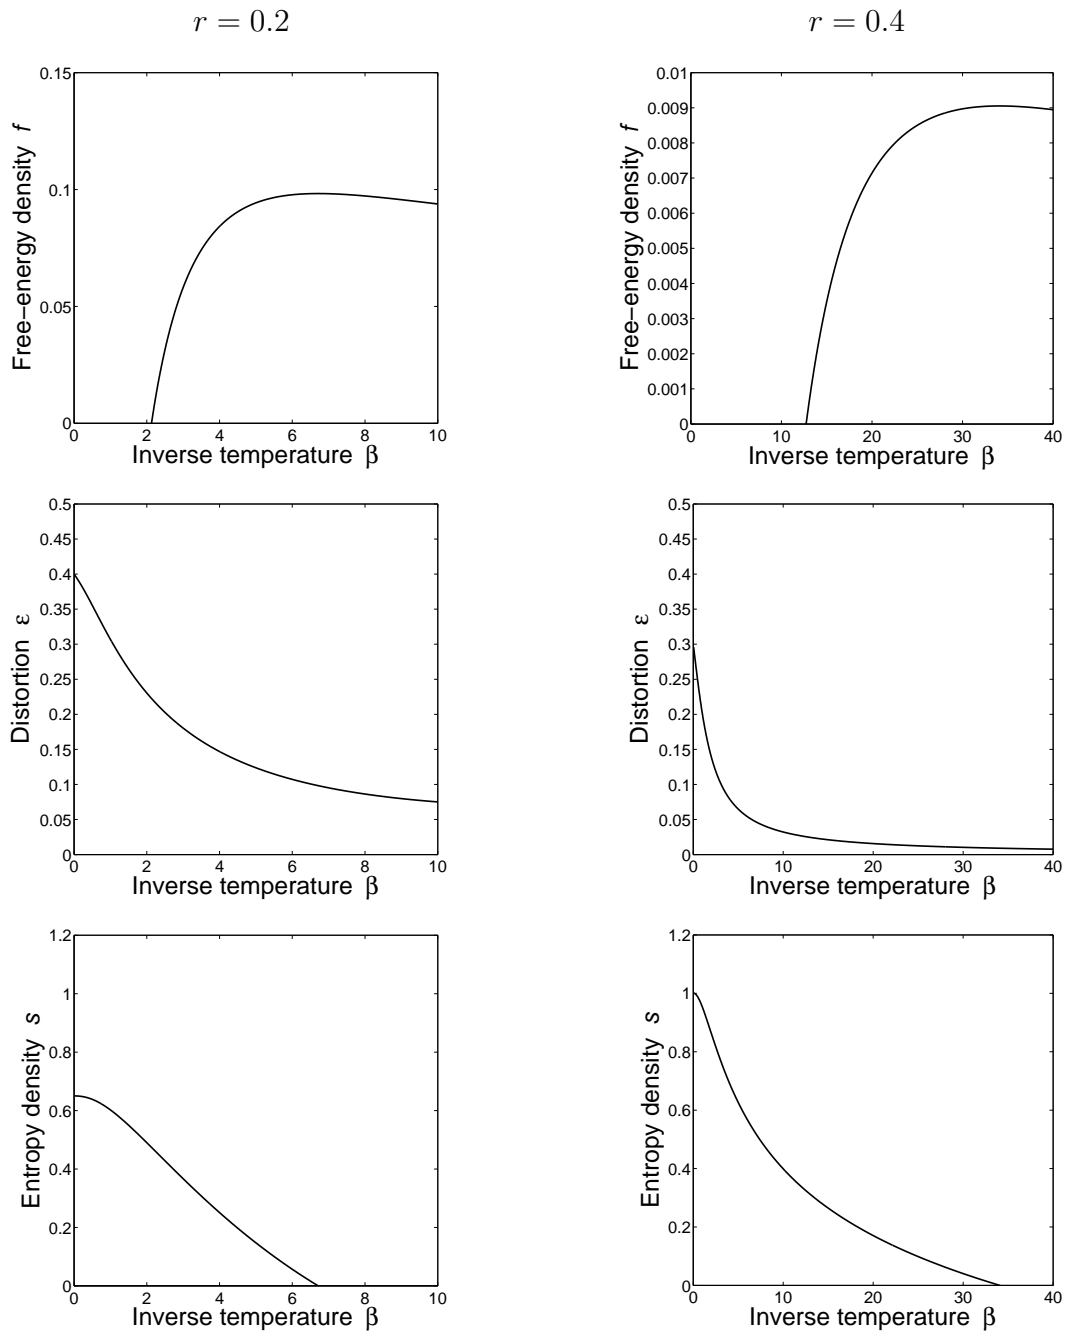 r = 0.2
r = 0.4
0.15
0.1
0.05
0
0 2 4 6 8 10
Free−energy density f
Inverse temperature β
0.01
0.009
0.008
0.007
0.006
0.005
0.004
0.003
0.002
0.001
0
0 10 20 30 40
Free−energy density f
Inverse temperature β
0.5
0.45
0.4
0.35
0.3
0.25
0.2
0.15
0.1
0.05
0
0 2 4 6 8 10
Distortion ε
Inverse temperature β
0.5
0.45
0.4
0.35
0.3
0.25
0.2
0.15
0.1
0.05
0
0 10 20 30 40
Distortion ε
Inverse temperature β
1.2
1
0.8
0.6
0.4
0.2
0
0 2 4 6 8 10
Entropy density s
Inverse temperature β
1.2
1
0.8
0.6
0.4
0.2
0
0 10 20 30 40
Entropy density s
Inverse temperature β